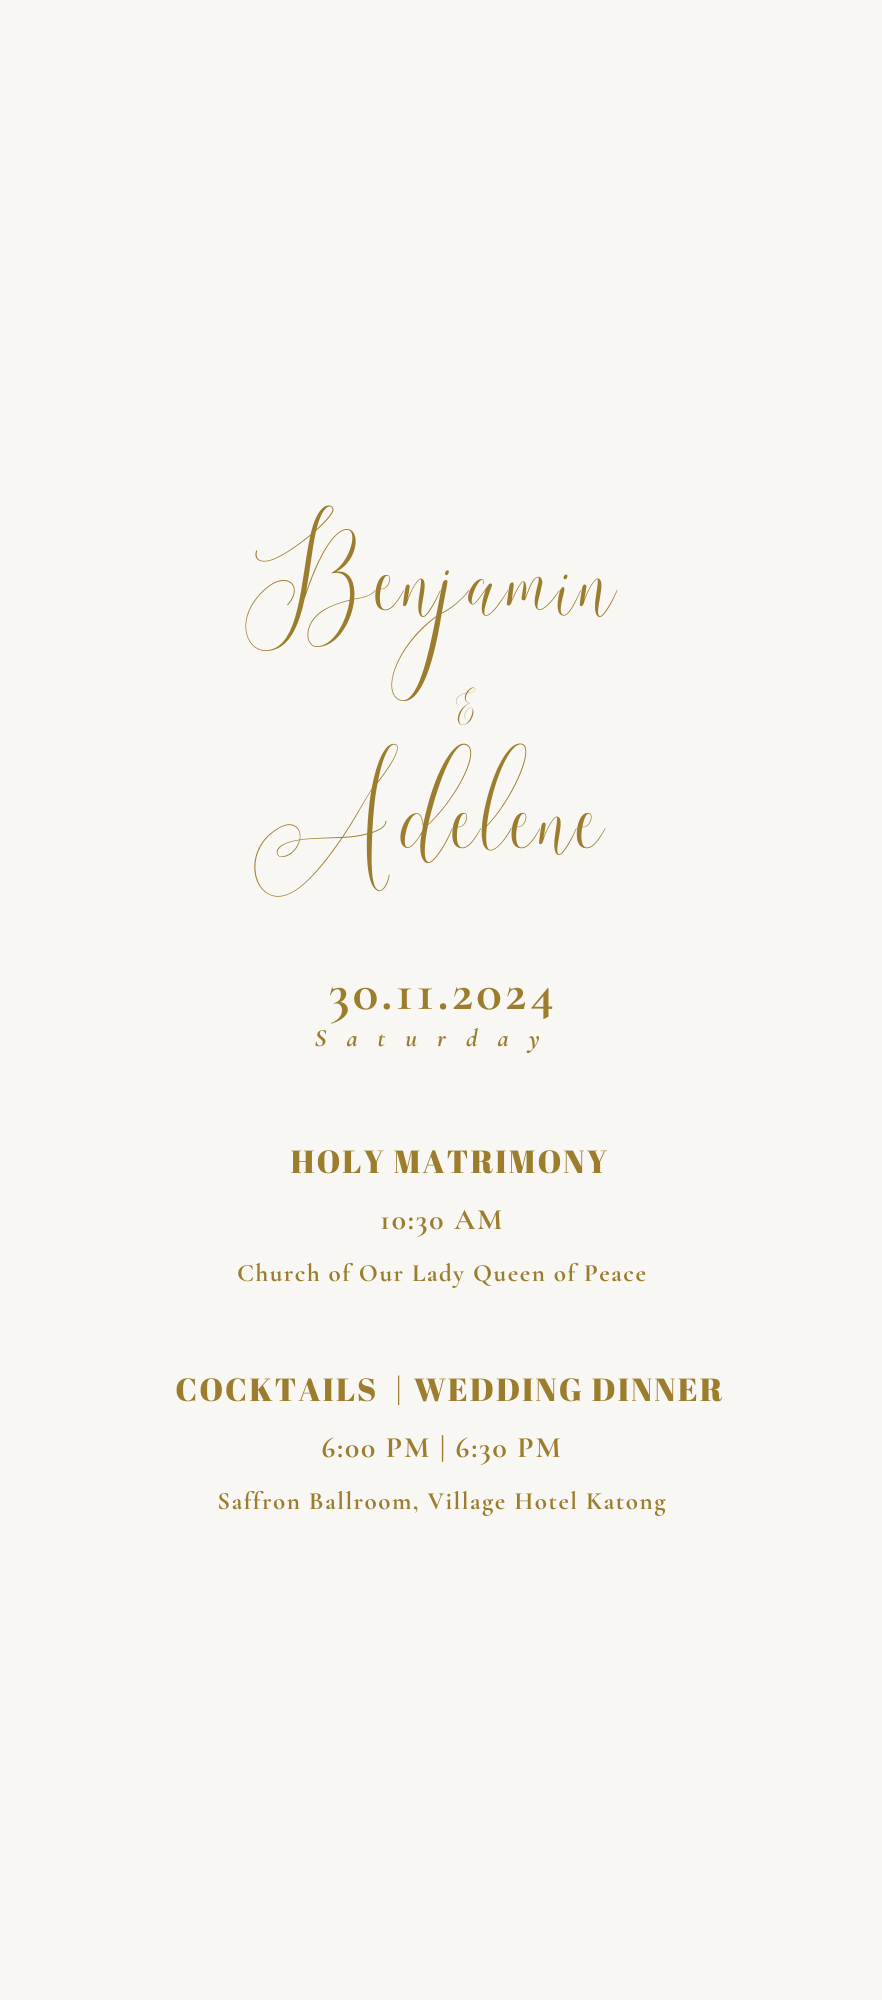 Benjamin
&
Adelene
30.11.2024
Saturday
HOLY MATRIMONY
10:30 AM
Church of Our Lady Queen of Peace
COCKTAILS | WEDDING DINNER
6:00 PM | 6:30 PM
Saffron Ballroom, Village Hotel Katong